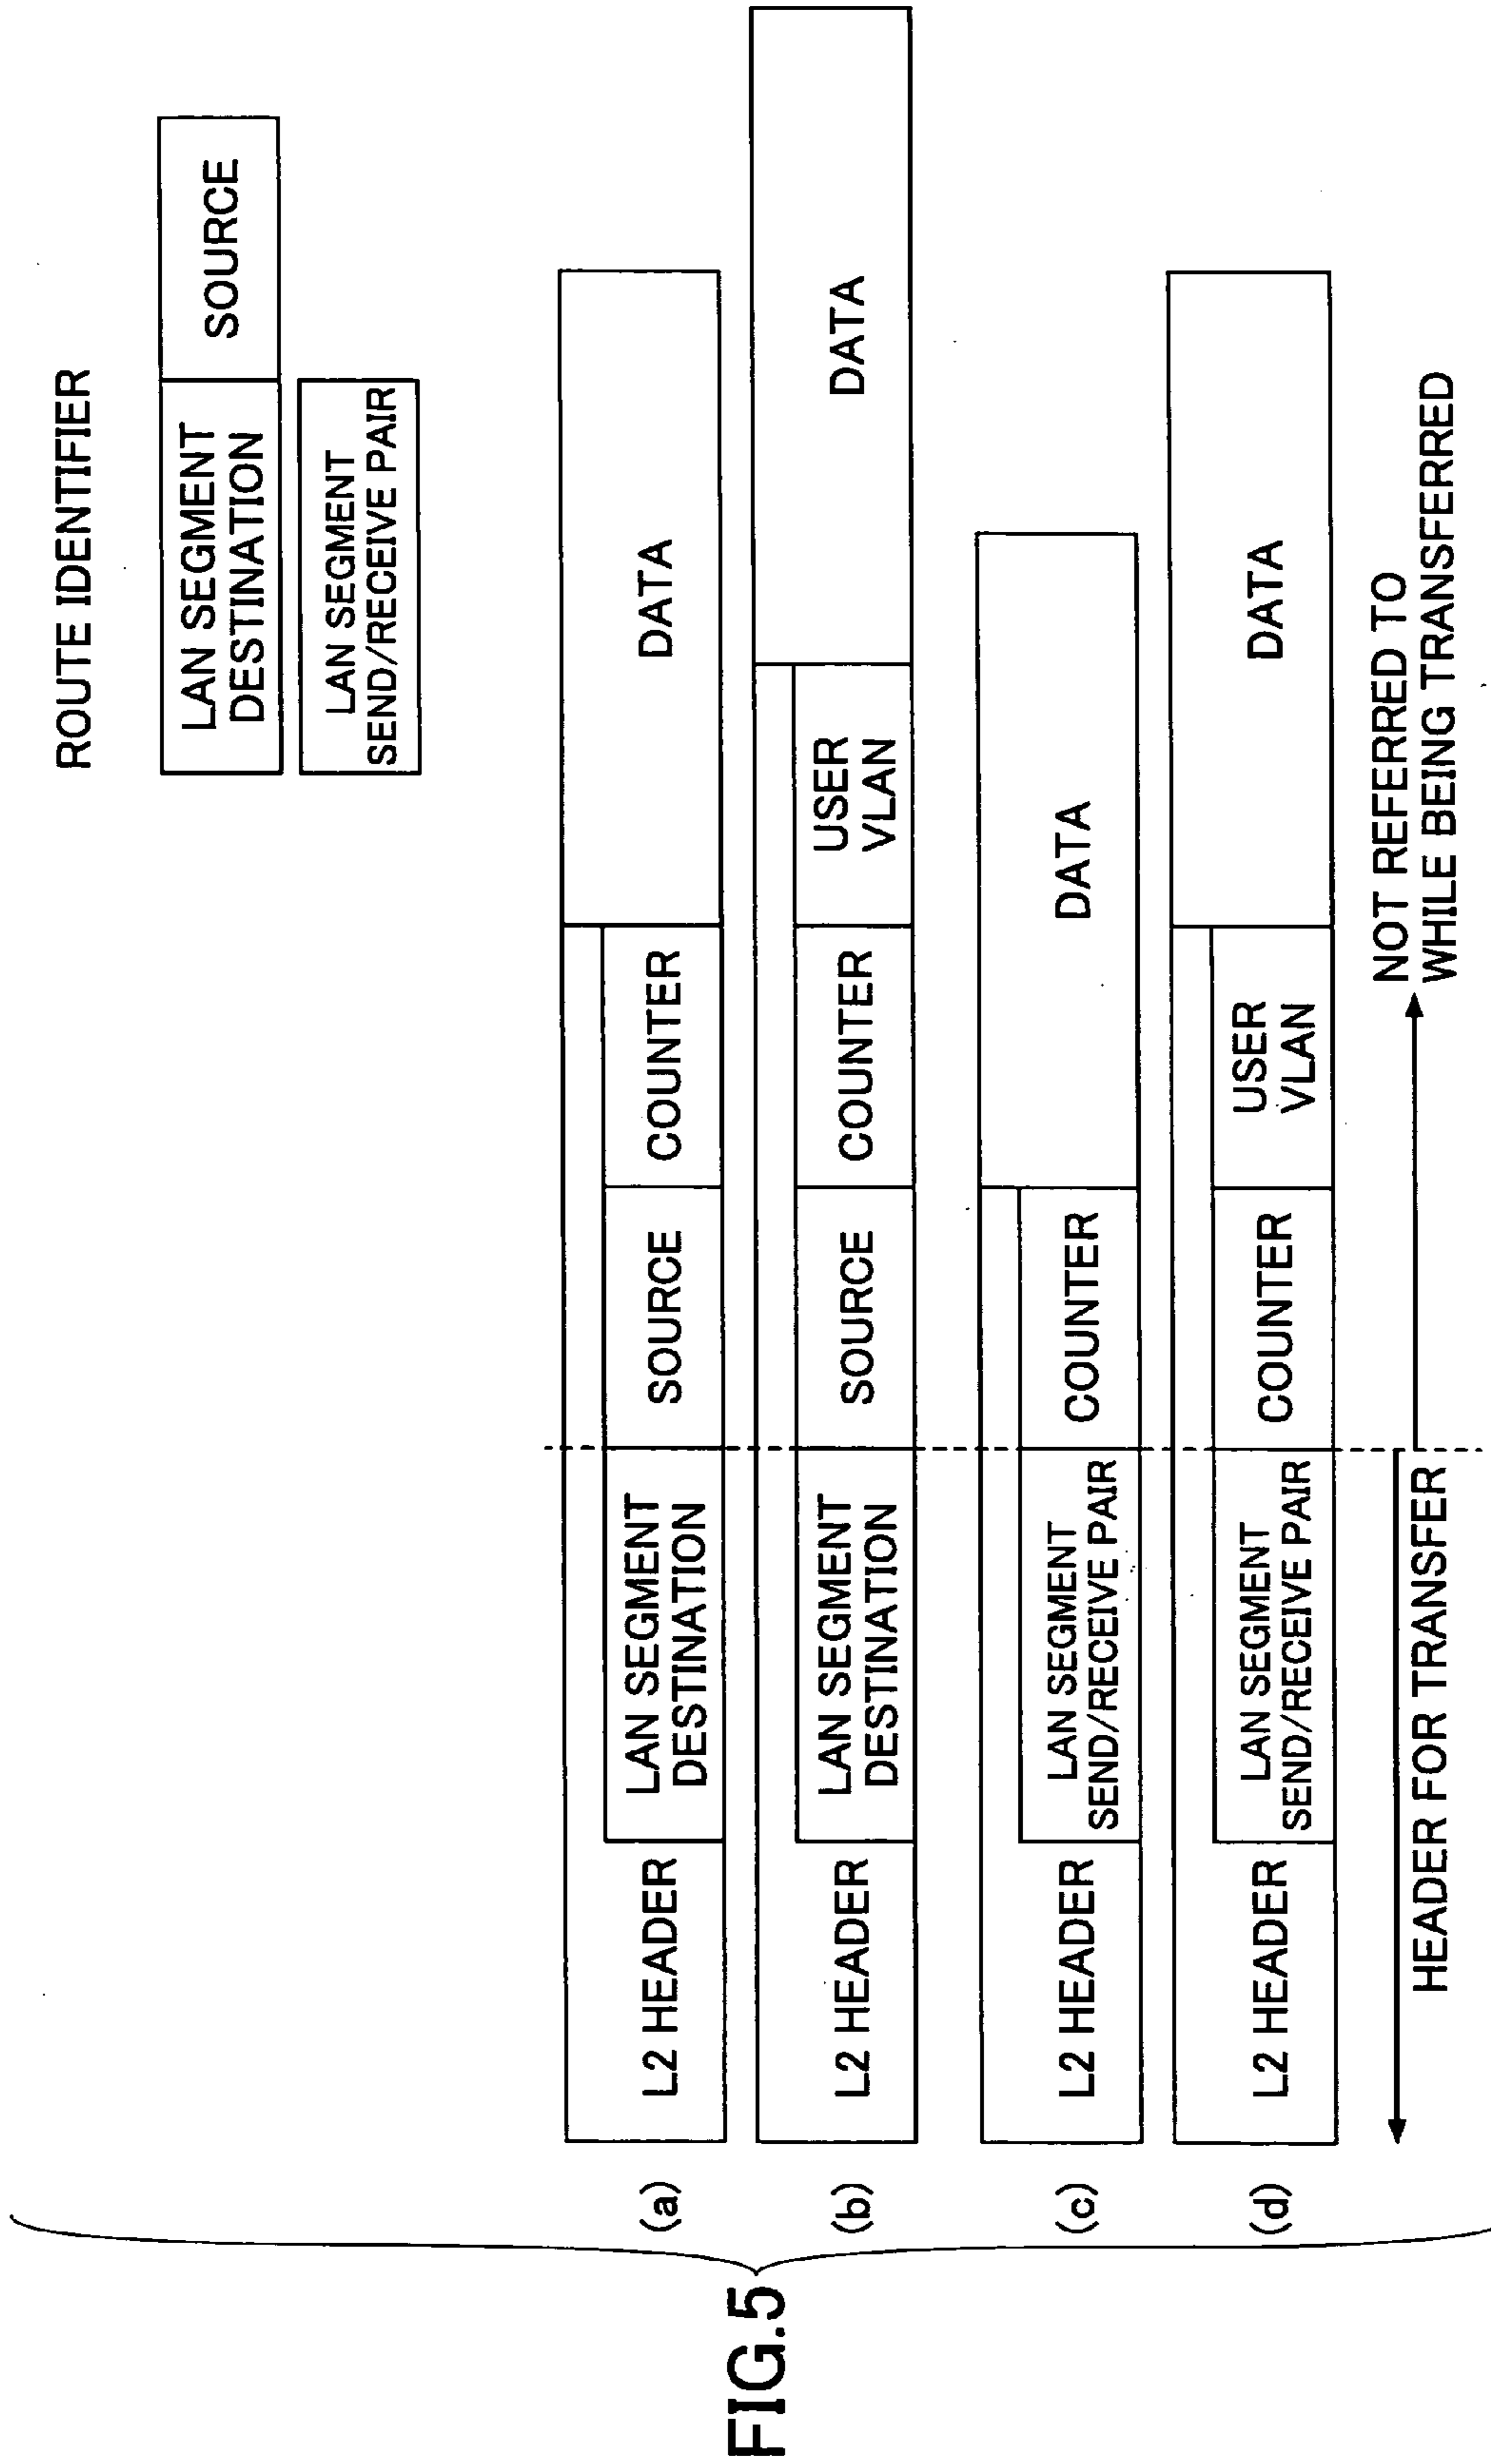 FIG.5
ROUTE IDENTIFIER
LAN SEGMENT
DESTINATION
SOURCE
LAN SEGMENT
SEND/RECEIVE PAIR
(a)
L2 HEADER
LAN SEGMENT
DESTINATION
SOURCE
COUNTER
DATA
(b)
L2 HEADER
LAN SEGMENT
DESTINATION
SOURCE
COUNTER
USER
VLAN
DATA
(c)
L2 HEADER
LAN SEGMENT
SEND/RECEIVE PAIR
COUNTER
DATA
(d)
L2 HEADER
LAN SEGMENT
SEND/RECEIVE PAIR
COUNTER
USER
VLAN
DATA
HEADER FOR TRANSFER
NOT REFERRED TO
WHILE BEING TRANSFERRED